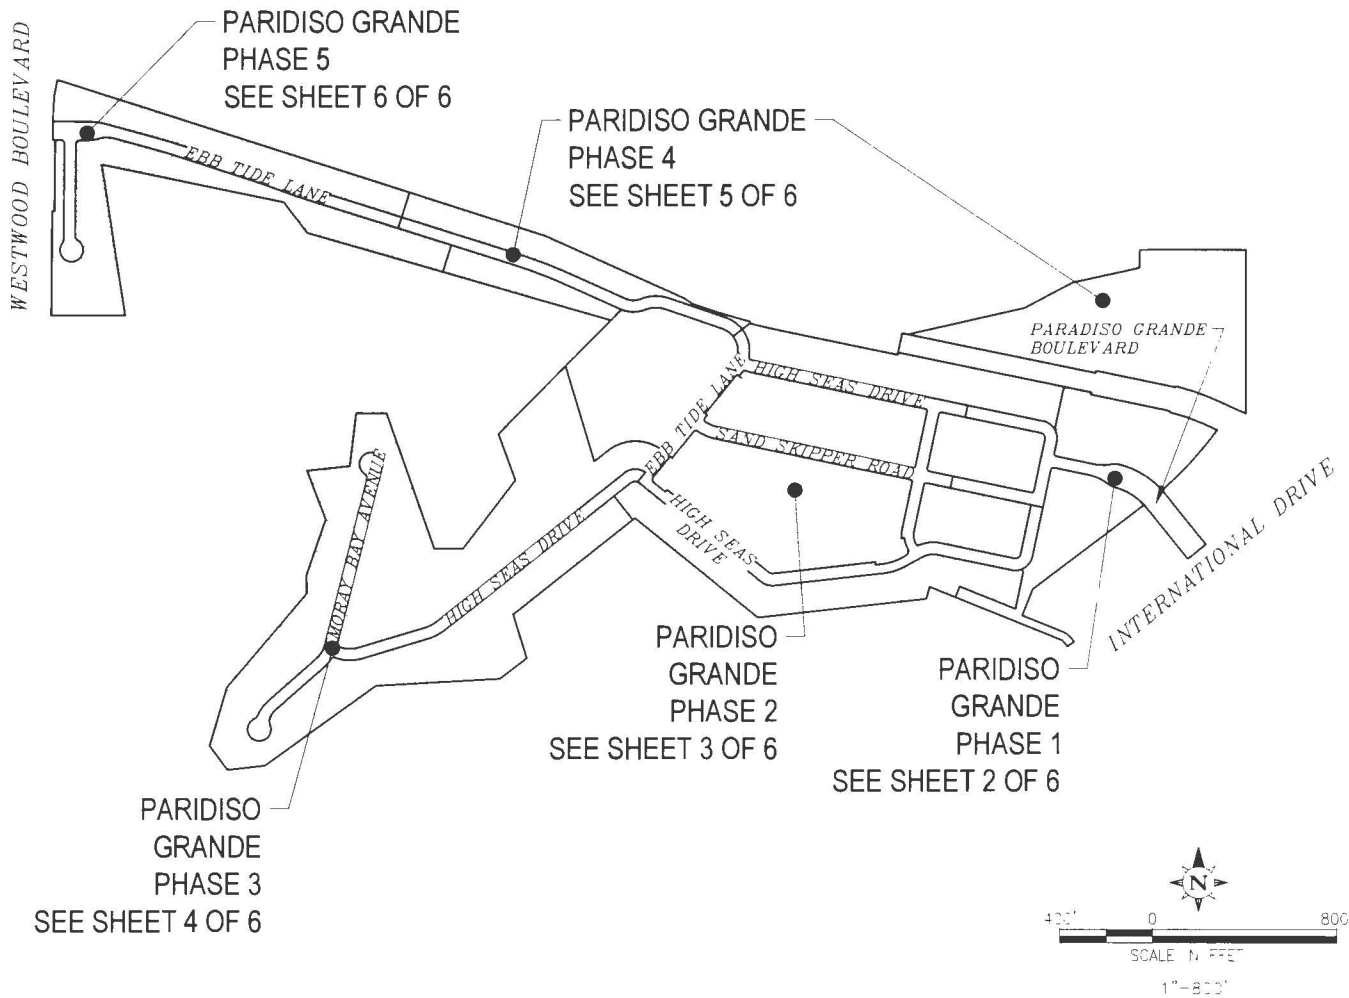 PARIDISO GRANDE
PHASE 5
SEE SHEET 6 OF 6
WESTWOOD BOULEVARD
PARIDISO GRANDE
PHASE 4
SEE SHEET 5 OF 6
EBB TIDE LANE
PARADISO GRANDE
BOULEVARD
HIGH SEAS DRIVE
EBB TIDE LANE
SAND SKIPPER ROAD
MORAY BAY AVENUE
HIGH SEAS DRIVE
HIGH SEAS
DRIVE
INTERNATIONAL DRIVE
PARIDISO
GRANDE
PHASE 2
SEE SHEET 3 OF 6
PARIDISO
GRANDE
PHASE 1
SEE SHEET 2 OF 6
PARIDISO
GRANDE
PHASE 3
SEE SHEET 4 OF 6
N
0 800
SCALE